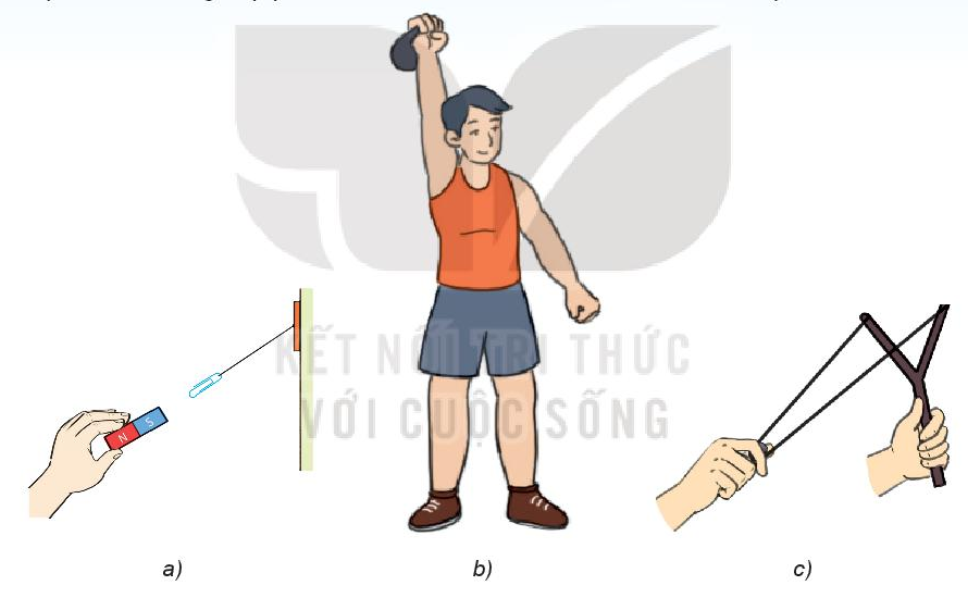 KẾT NỐI TRI THỨC
VỚI CUỘC SỐNG
N S
a) b) c)